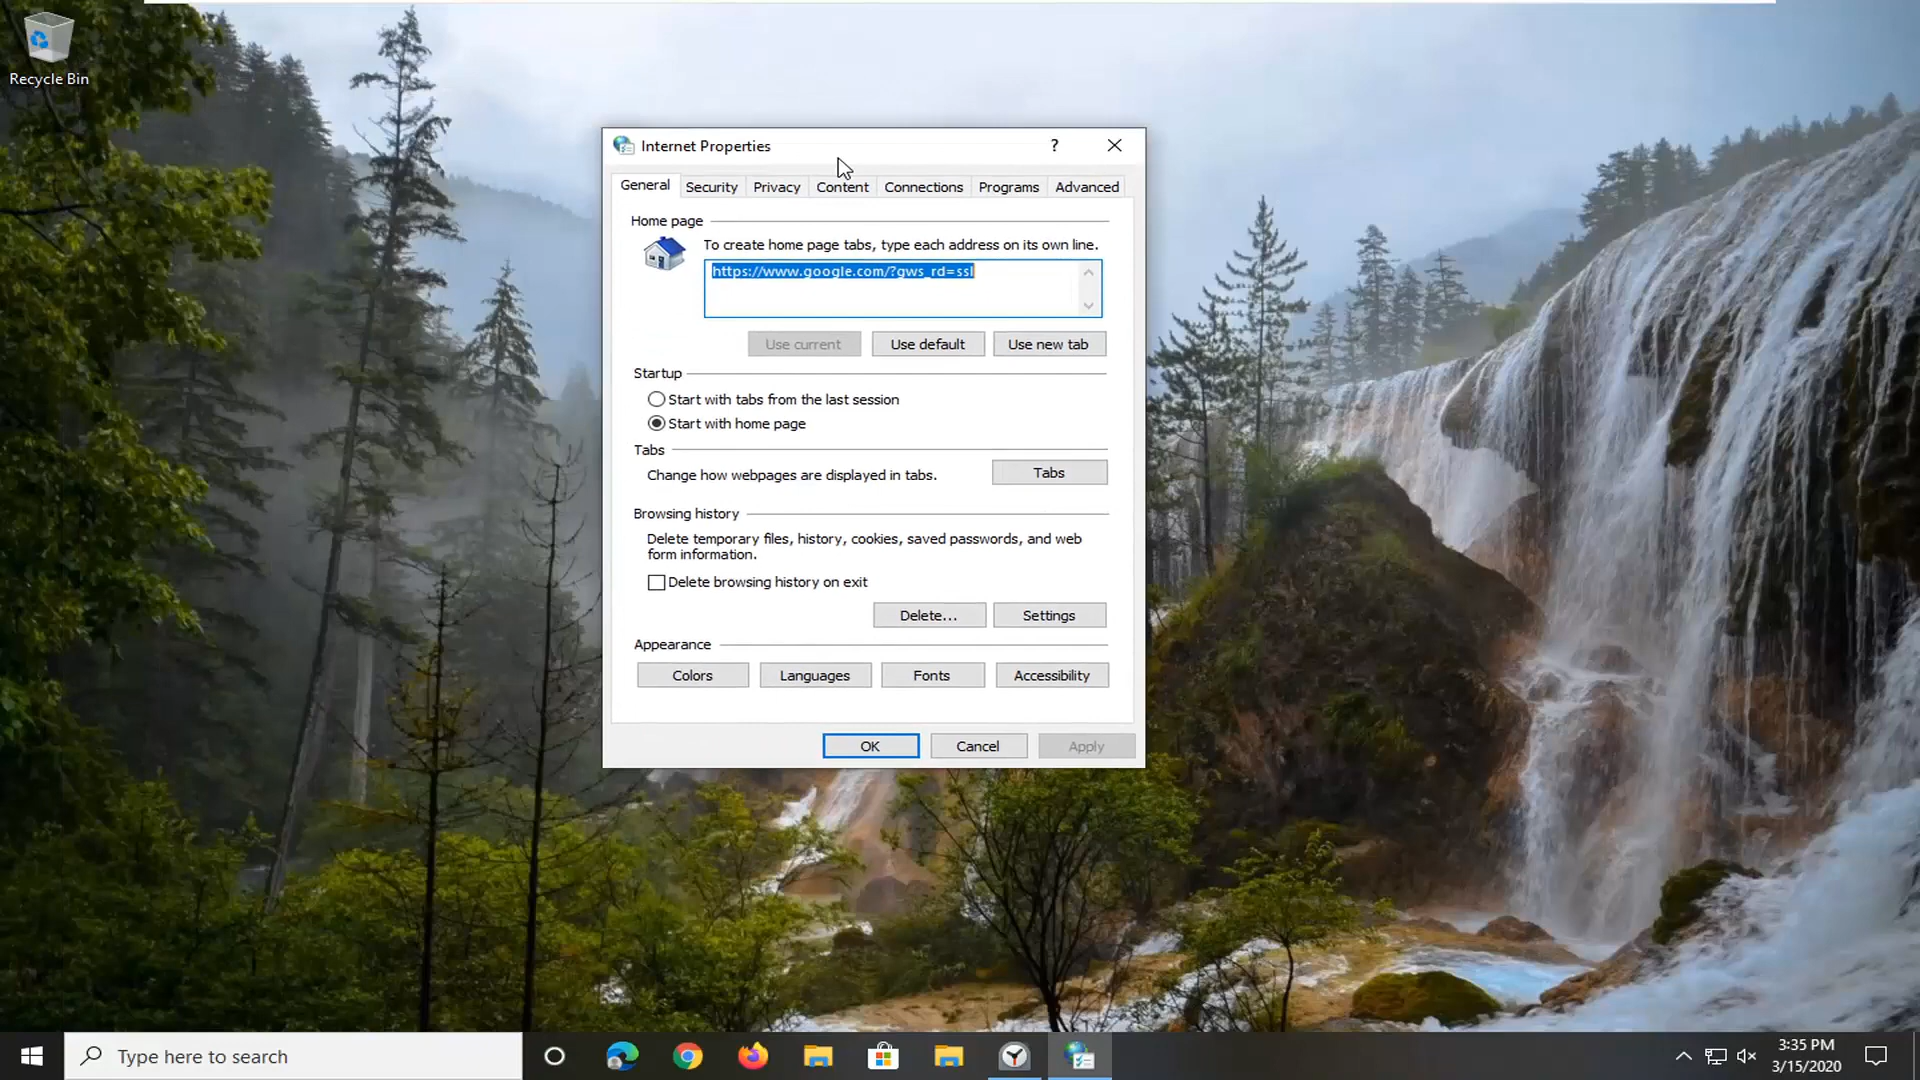 Recycle Bin
Internet Properties
?
General Security Privacy Content Connections Programs Advanced
Home page
To create home page tabs, type each address on its own line.
https://www.google.com/?gws_rd=ssl
Use current Use default Use new tab
Startup
Start with tabs from the last session
Start with home page
Tabs
Change how webpages are displayed in tabs. Tabs
Browsing history
Delete temporary files, history, cookies, saved passwords, and web
form information.
Delete browsing history on exit
Delete... Settings
Appearance
Colors Languages Fonts Accessibility
OK Cancel Apply
Type here to search
3:35 PM
3/15/2020